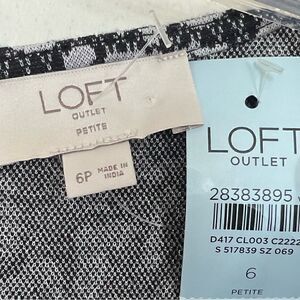 LOFT
OUTLET
PETITE
6P
MADE IN
INDIA
LOFT
OUTLET
28383895
D417 CL003 C2222
S 517839 SZ 069
6
PETITE